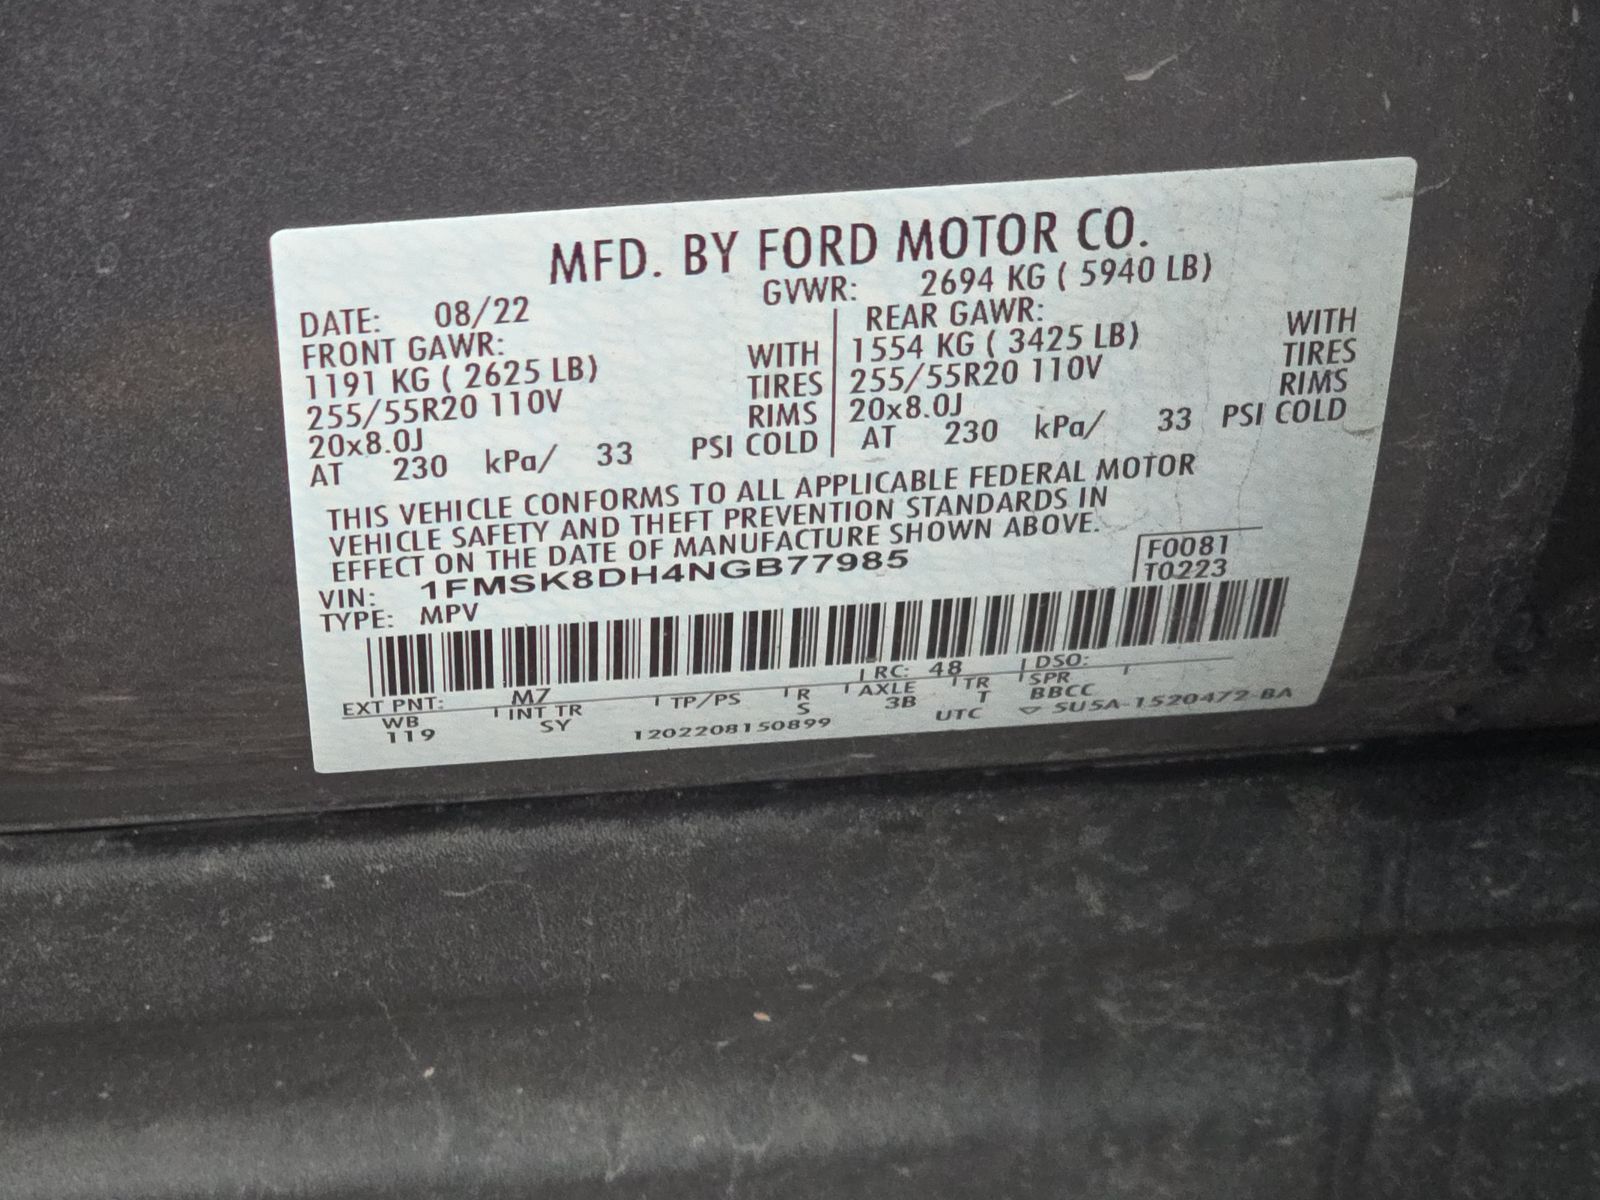 MFD. BY FORD MOTOR CO.
DATE: 08/22 GVWR: 2694 KG ( 5940 LB)
FRONT GAWR: REAR GAWR:
1191 KG ( 2625 LB) WITH 1554 KG ( 3425 LB) WITH
255/55R20 110V TIRES 255/55R20 110V TIRES
20x8.0J RIMS 20x8.0J RIMS
AT 230 kPa/ 33 PSI COLD AT 230 kPa/ 33 PSI COLD
THIS VEHICLE CONFORMS TO ALL APPLICABLE FEDERAL MOTOR
VEHICLE SAFETY AND THEFT PREVENTION STANDARDS IN
EFFECT ON THE DATE OF MANUFACTURE SHOWN ABOVE.
VIN: 1FMSK8DH4NGB77985 F0081
TYPE: MPV T0223
EXT PNT: M7 RC: 48 DSO:
WB INT TR TP/PS R AXLE TR SPR
119 SY S 3B T BBCC
1202208150899 UTC ▽ 5U5A-1520472-BA